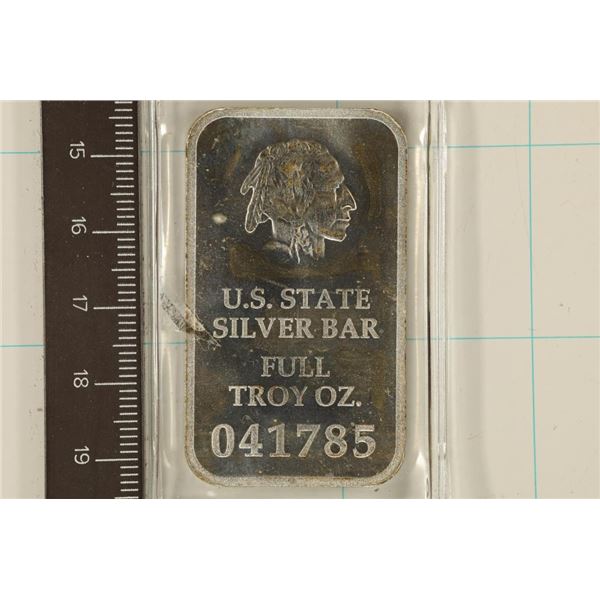 15
16
17
18
19
U.S. STATE
SILVER BAR
FULL
TROY OZ.
041785